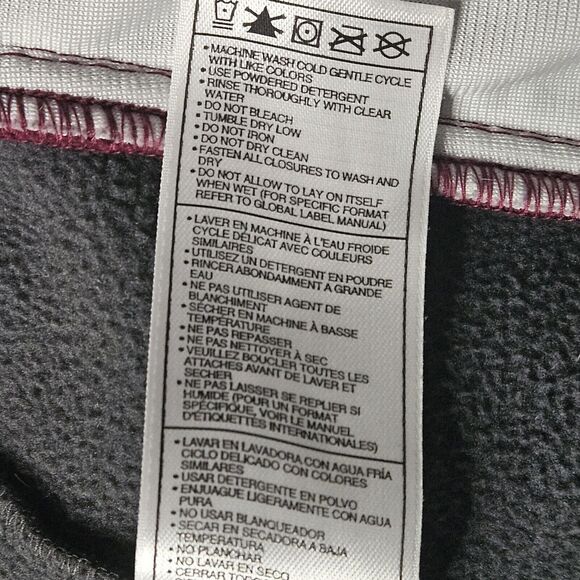 • MACHINE WASH COLD GENTLE CYCLE
WITH LIKE COLORS
• USE POWDERED DETERGENT
• RINSE THOROUGHLY WITH CLEAR
WATER
• DO NOT BLEACH
• TUMBLE DRY LOW
• DO NOT IRON
• DO NOT DRY CLEAN
• FASTEN ALL CLOSURES TO WASH AND
DRY
• DO NOT ALLOW TO LAY ON ITSELF
WHEN WET (FOR SPECIFIC FORMAT
REFER TO GLOBAL LABEL MANUAL)
• LAVER EN MACHINE À L'EAU FROIDE
CYCLE DÉLICAT AVEC COULEURS
SIMILAIRES
• UTILISEZ UN DETERGENT EN POUDRE
• RINCER ABONDAMMENT A GRANDE
EAU
• NE PAS UTILISER AGENT DE
BLANCHIMENT
• SÉCHER EN MACHINE À BASSE
TEMPÉRATURE
• NE PAS REPASSER
• NE PAS NETTOYER À SEC
• VEUILLEZ BOUCLER TOUTES LES
ATTACHES AVANT DE LAVER ET
SECHER
• NE PAS LAISSER SE REPLIER SI
HUMIDE (POUR UN FORMAT
SPÉCIFIQUE, VOIR LE MANUEL
D'ÉTIQUETTES INTERNATIONALES)
• LAVAR EN LAVADORA CON AGUA FRÍA
CICLO DELICADO CON COLORES
SIMILARES
• USAR DETERGENTE EN POLVO
• ENJUAGUE LIGERAMENTE CON AGUA
PURA
• NO USAR BLANQUEADOR
• SECAR EN SECADORA A BAJA
TEMPERATURA
• NO PLANCHAR
• NO LAVAR EN SECO
• CERRAR